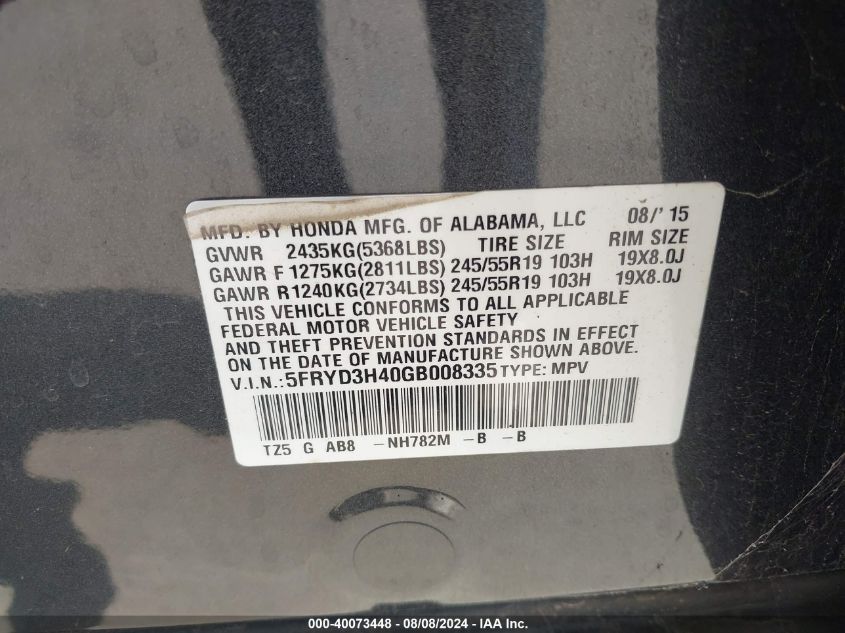 MFD. BY HONDA MFG. OF ALABAMA, LLC 08/' 15
GVWR 2435KG(5368LBS) TIRE SIZE RIM SIZE
GAWR F 1275KG(2811LBS) 245/55R19 103H 19X8.0J
GAWR R1240KG(2734LBS) 245/55R19 103H 19X8.0J
THIS VEHICLE CONFORMS TO ALL APPLICABLE
FEDERAL MOTOR VEHICLE SAFETY
AND THEFT PREVENTION STANDARDS IN EFFECT
ON THE DATE OF MANUFACTURE SHOWN ABOVE.
V.I.N.:5FRYD3H40GB008335 TYPE: MPV
TZ5 G AB8 -NH782M -B -B
000-40073448 - 08/08/2024 - IAA Inc.